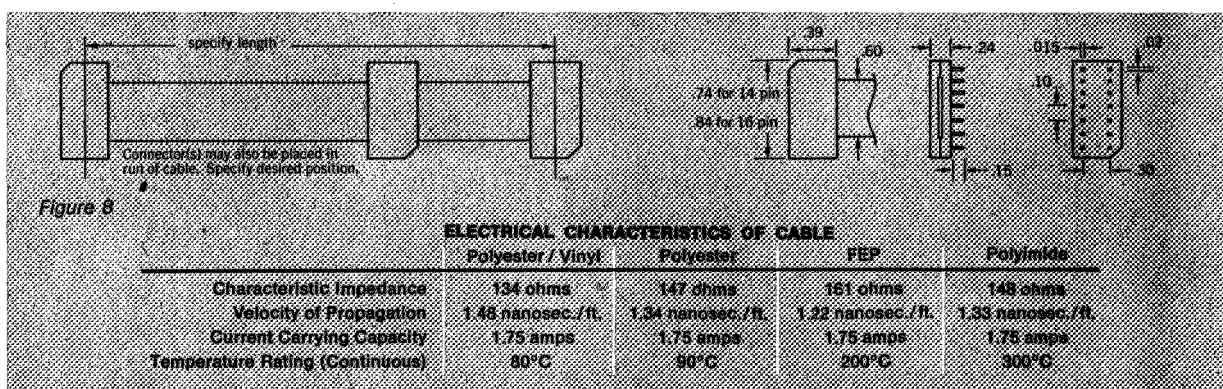 specify length
Connector(s) may also be placed in
run of cable. Specify desired position.
.39
.60
.74 for 14 pin
.84 for 16 pin
.24
.15
.015
.02
.10
.30
Figure 8
ELECTRICAL CHARACTERISTICS OF CABLE
Polyester / Vinyl Polyester FEP Polyimide
Characteristic Impedance 134 ohms 147 ohms 161 ohms 148 ohms
Velocity of Propagation 1.48 nanosec./ft. 1.34 nanosec./ft. 1.22 nanosec./ft. 1.33 nanosec./ft.
Current Carrying Capacity 1.75 amps 1.75 amps 1.75 amps 1.75 amps
Temperature Rating (Continuous) 80°C 90°C 200°C 300°C